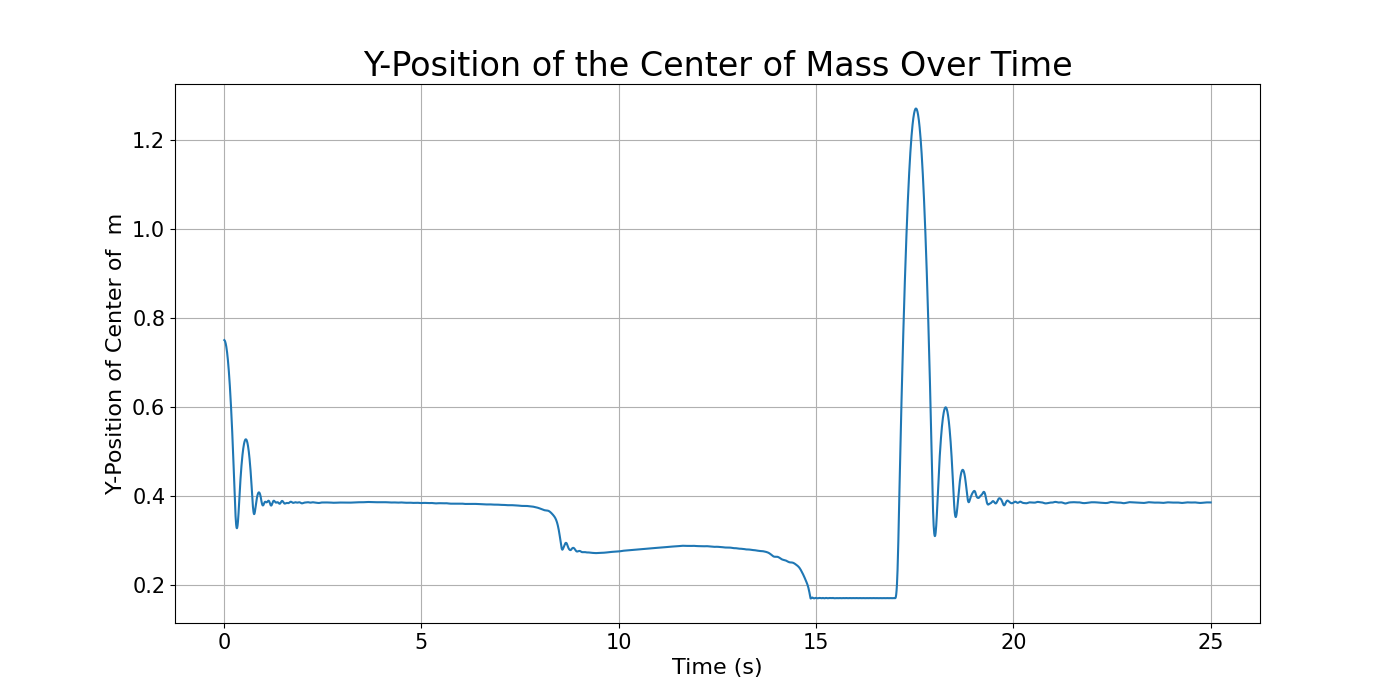 Y-Position of the Center of Mass Over Time
Y-Position of Center of  m
1.2
1.0
0.8
0.6
0.4
0.2
0 5 10 15 20 25
Time (s)